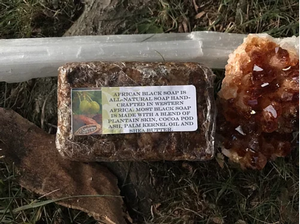 AFRICAN BLACK SOAP IS
ALL-NATURAL SOAP HAND-
CRAFTED IN WESTERN
AFRICA. MOST BLACK SOAP
IS MADE WITH A BLEND OF
PLANTAIN SKIN, COCOA POD
ASH, PALM KERNEL OIL AND
SHEA BUTTER.